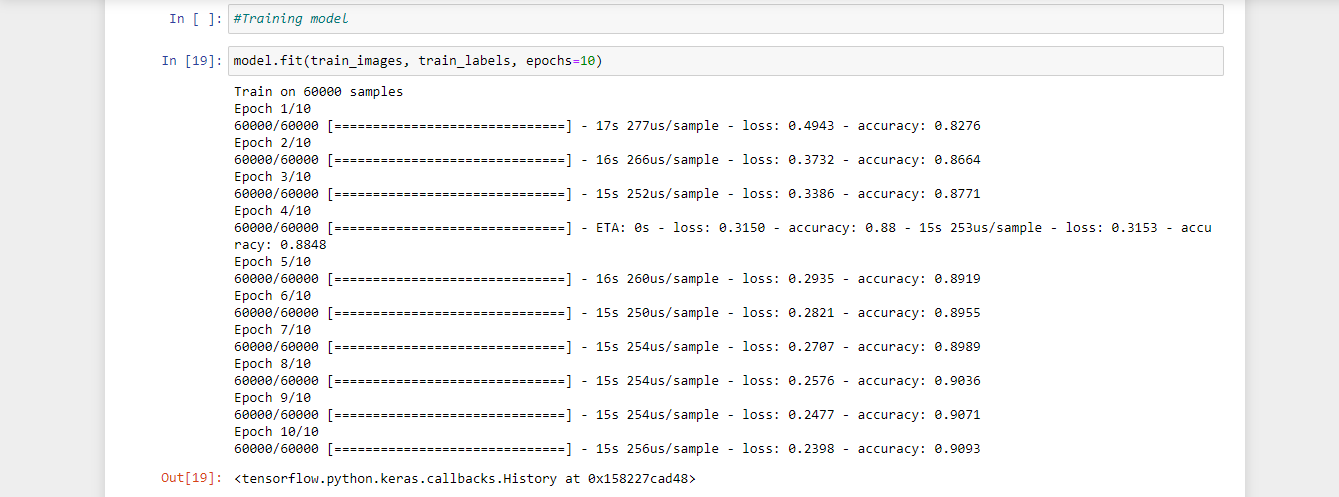 In [ ]: #Training model
In [19]: model.fit(train_images, train_labels, epochs=10)
Train on 60000 samples
Epoch 1/10
60000/60000 [==============================] - 17s 277us/sample - loss: 0.4943 - accuracy: 0.8276
Epoch 2/10
60000/60000 [==============================] - 16s 266us/sample - loss: 0.3732 - accuracy: 0.8664
Epoch 3/10
60000/60000 [==============================] - 15s 252us/sample - loss: 0.3386 - accuracy: 0.8771
Epoch 4/10
60000/60000 [==============================] - ETA: 0s - loss: 0.3150 - accuracy: 0.88 - 15s 253us/sample - loss: 0.3153 - accu
racy: 0.8848
Epoch 5/10
60000/60000 [==============================] - 16s 260us/sample - loss: 0.2935 - accuracy: 0.8919
Epoch 6/10
60000/60000 [==============================] - 15s 250us/sample - loss: 0.2821 - accuracy: 0.8955
Epoch 7/10
60000/60000 [==============================] - 15s 254us/sample - loss: 0.2707 - accuracy: 0.8989
Epoch 8/10
60000/60000 [==============================] - 15s 254us/sample - loss: 0.2576 - accuracy: 0.9036
Epoch 9/10
60000/60000 [==============================] - 15s 254us/sample - loss: 0.2477 - accuracy: 0.9071
Epoch 10/10
60000/60000 [==============================] - 15s 256us/sample - loss: 0.2398 - accuracy: 0.9093
Out[19]: <tensorflow.python.keras.callbacks.History at 0x158227cad48>